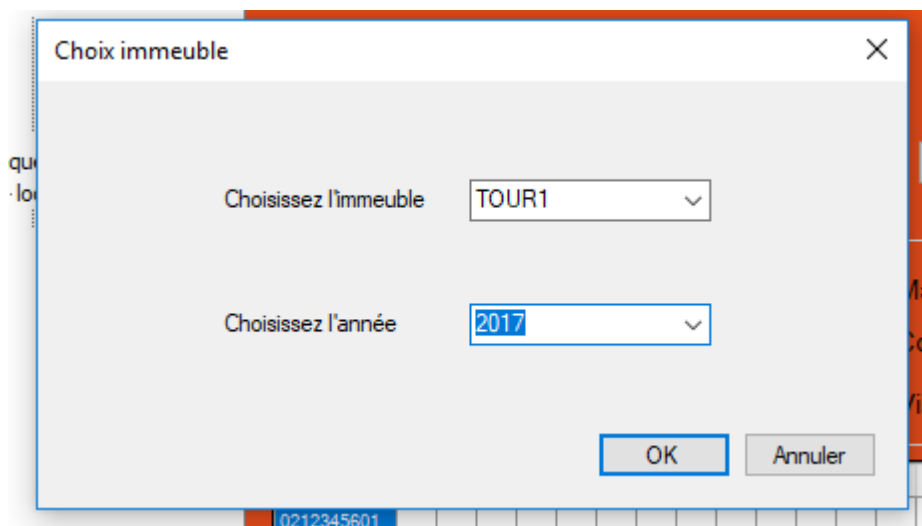 Choix immeuble
Choisissez l'immeuble TOUR1
Choisissez l'année 2017
OK Annuler
0212345601